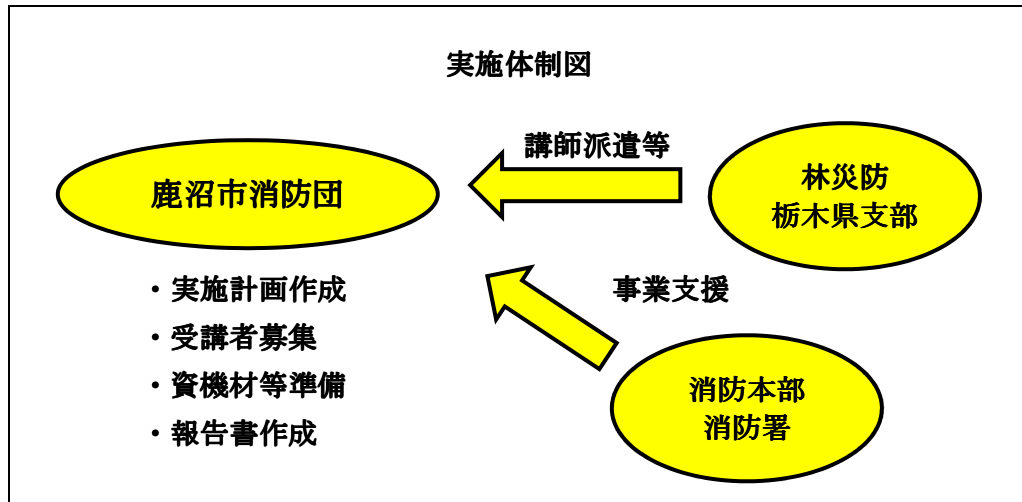 実施体制図
講師派遣等
鹿沼市消防団
林災防
栃木県支部
・実施計画作成
・受講者募集
・資機材等準備
・報告書作成
事業支援
消防本部
消防署